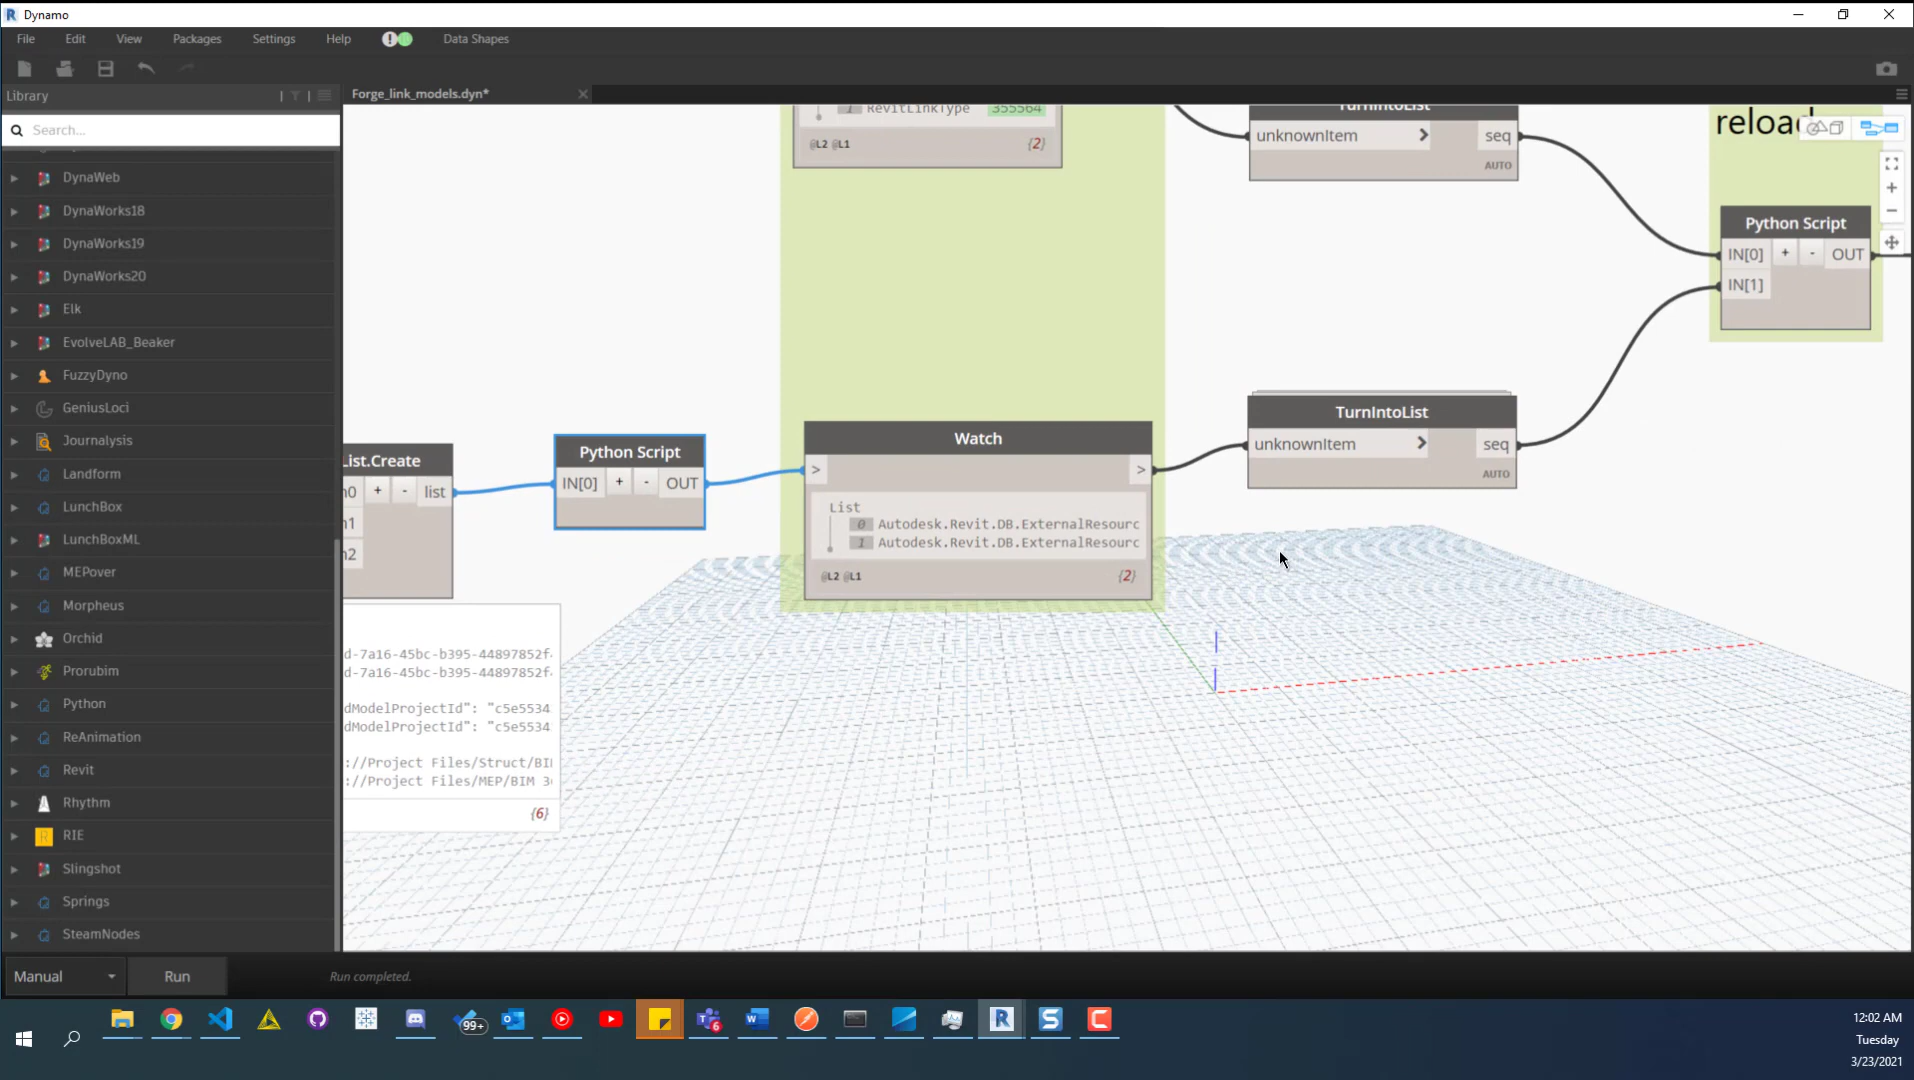 Dynamo
File Edit View Packages Settings Help Data Shapes
Library
Forge_link_models.dyn*
Search...
DynaWeb
DynaWorks18
DynaWorks19
DynaWorks20
Elk
EvolveLAB_Beaker
FuzzyDyno
GeniusLoci
Journalysis
Landform
LunchBox
LunchBoxML
MEPover
Morpheus
Orchid
Prorubim
Python
ReAnimation
Revit
Rhythm
RIE
Slingshot
Springs
SteamNodes
1 RevitLinkType 355564
@L2 @L1 {2}
TurnIntoList
unknownItem > seq
AUTO
reload
Python Script
IN[0] + - OUT
IN[1]
List.Create
n0 + - list
n1
n2
Python Script
IN[0] + - OUT
Watch
> >
List
0 Autodesk.Revit.DB.ExternalResourc
1 Autodesk.Revit.DB.ExternalResourc
@L2 @L1 {2}
TurnIntoList
unknownItem > seq
AUTO
d-7a16-45bc-b395-44897852f
d-7a16-45bc-b395-44897852f
dModelProjectId": "c5e5534
dModelProjectId": "c5e5534
://Project Files/Struct/BI
://Project Files/MEP/BIM 3
{6}
Manual Run Run completed.
99+
6
12:02 AM
Tuesday
3/23/2021